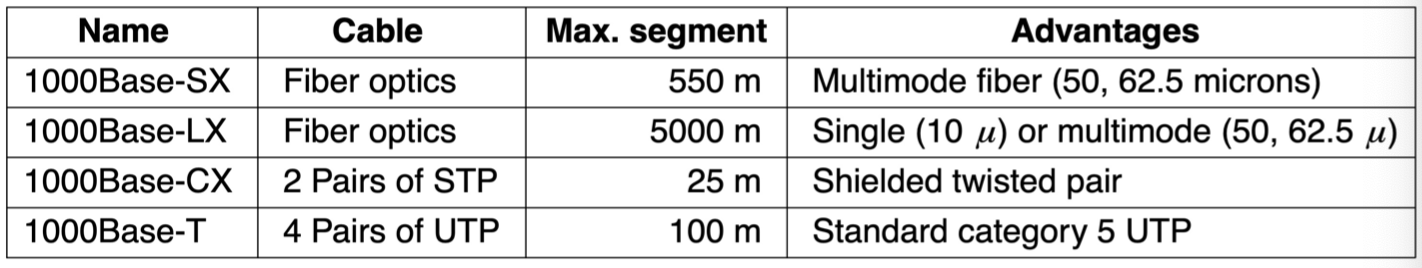 Name Cable Max. segment Advantages
1000Base-SX Fiber optics 550 m Multimode fiber (50, 62.5 microns)
1000Base-LX Fiber optics 5000 m Single (10 μ) or multimode (50, 62.5 μ)
1000Base-CX 2 Pairs of STP 25 m Shielded twisted pair
1000Base-T 4 Pairs of UTP 100 m Standard category 5 UTP